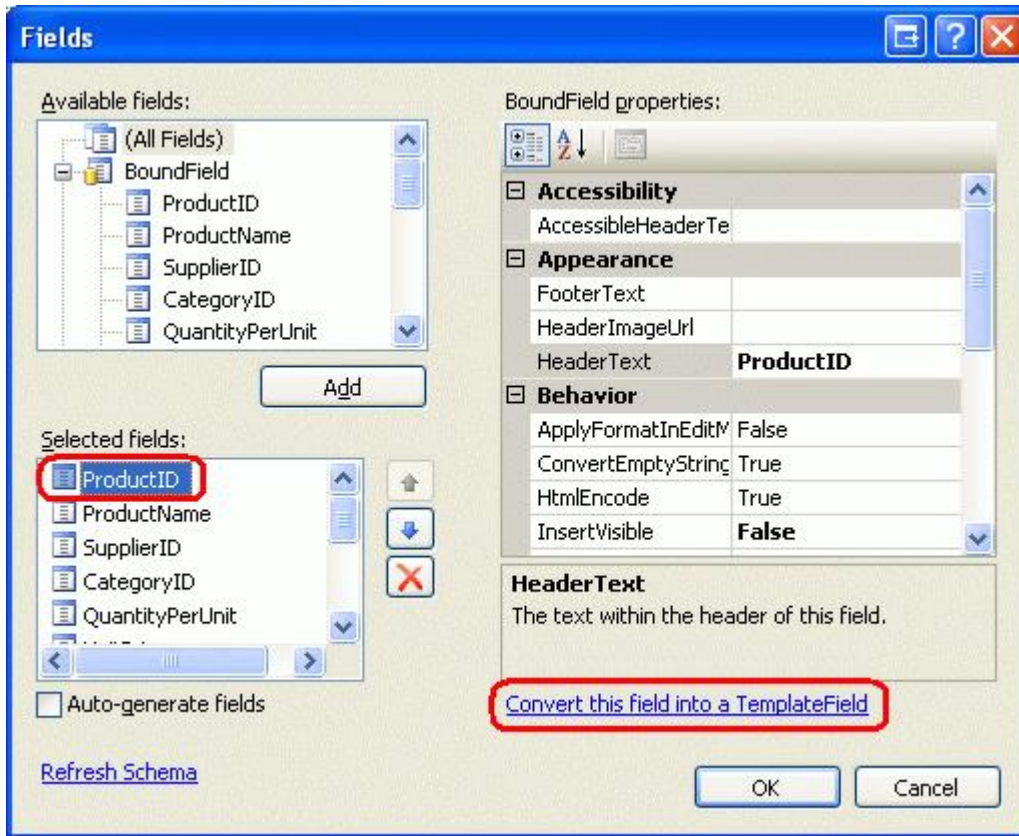 Fields
Available fields:
(All Fields)
BoundField
ProductID
ProductName
SupplierID
CategoryID
QuantityPerUnit
Add
Selected fields:
ProductID
ProductName
SupplierID
CategoryID
QuantityPerUnit
Auto-generate fields
Refresh Schema
BoundField properties:
Accessibility
AccessibleHeaderTe
Appearance
FooterText
HeaderImageUrl
HeaderText ProductID
Behavior
ApplyFormatInEditM False
ConvertEmptyString True
HtmlEncode True
InsertVisible False
HeaderText
The text within the header of this field.
Convert this field into a TemplateField
OK Cancel